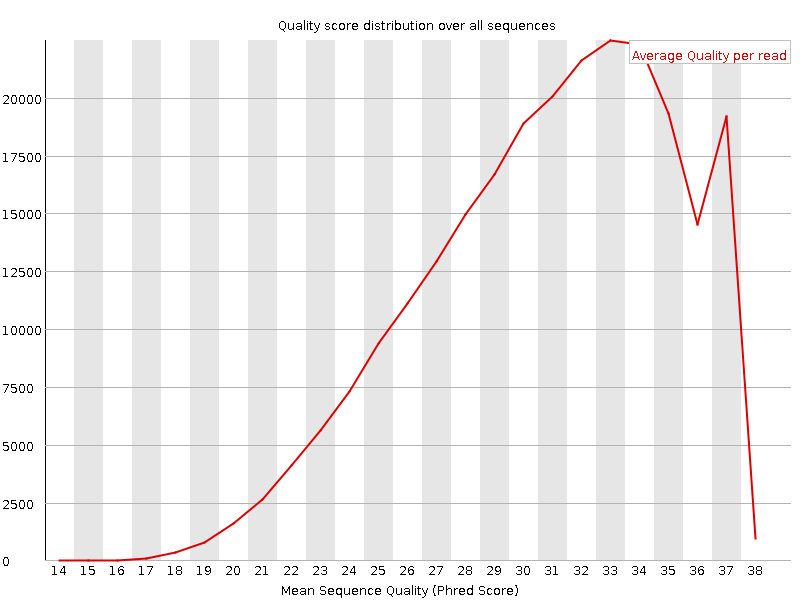 Quality score distribution over all sequences
Average Quality per read
20000
17500
15000
12500
10000
7500
5000
2500
0
14 15 16 17 18 19 20 21 22 23 24 25 26 27 28 29 30 31 32 33 34 35 36 37 38
Mean Sequence Quality (Phred Score)